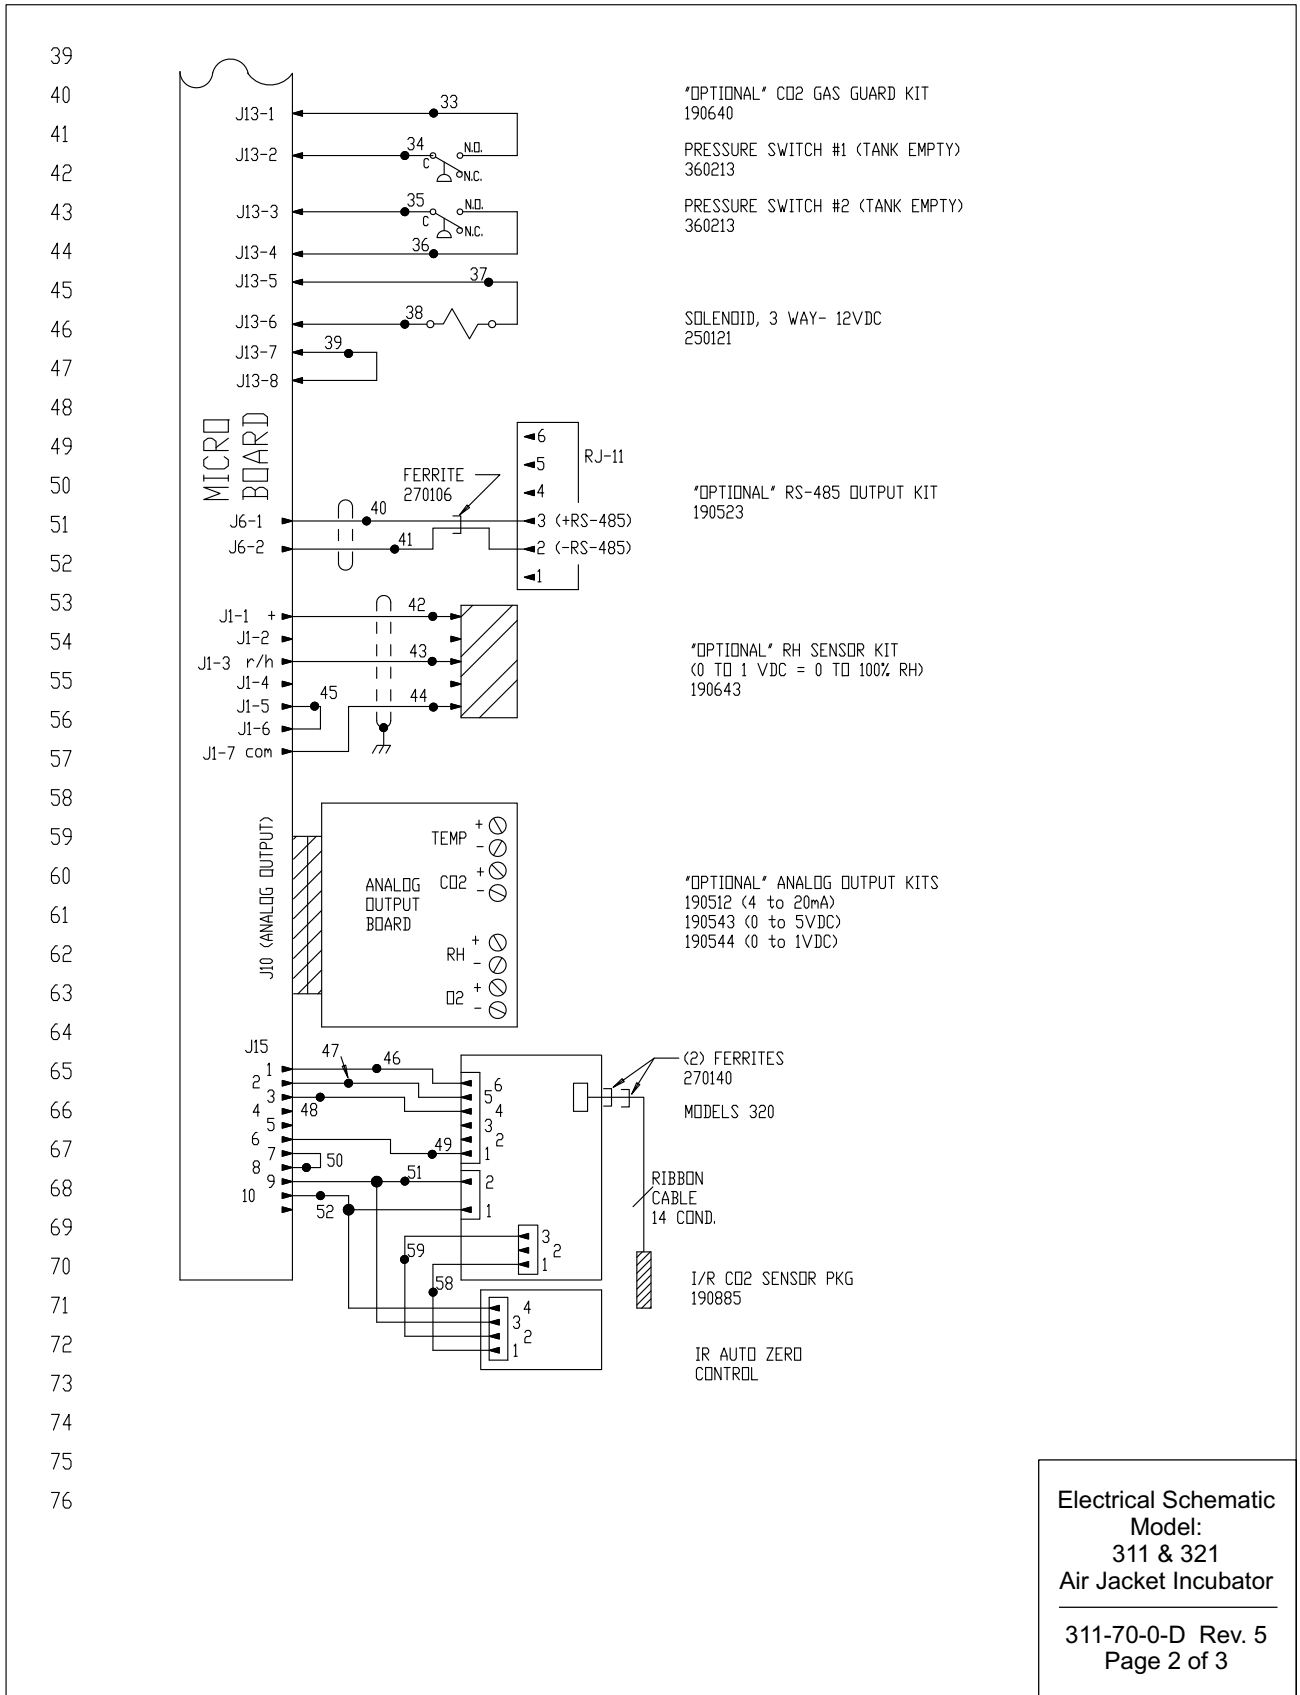 39
40
41
42
43
44
45
46
47
48
49
50
51
52
53
54
55
56
57
58
59
60
61
62
63
64
65
66
67
68
69
70
71
72
73
74
75
76
MICRO
BOARD
J13-1
33
J13-2
34
C
N.O.
N.C.
J13-3
35
C
N.O.
N.C.
J13-4
36
J13-5
37
J13-6
38
J13-7
39
J13-8
"OPTIONAL" CO2 GAS GUARD KIT
190640
PRESSURE SWITCH #1 (TANK EMPTY)
360213
PRESSURE SWITCH #2 (TANK EMPTY)
360213
SOLENOID, 3 WAY- 12VDC
250121
J6-1
40
J6-2
41
FERRITE
270106
6
5
4
3 (+RS-485)
2 (-RS-485)
1
RJ-11
"OPTIONAL" RS-485 OUTPUT KIT
190523
J1-1 +
42
J1-2
J1-3 r/h
43
J1-4
J1-5
45
44
J1-6
J1-7 com
"OPTIONAL" RH SENSOR KIT
(0 TO 1 VDC = 0 TO 100% RH)
190643
J10 (ANALOG OUTPUT)
ANALOG
OUTPUT
BOARD
TEMP + -
CO2 + -
RH + -
O2 + -
"OPTIONAL" ANALOG OUTPUT KITS
190512 (4 to 20mA)
190543 (0 to 5VDC)
190544 (0 to 1VDC)
J15
1
2
3
4
5
6
7
8
9
10
47
46
48
49
50
51
52
6
5
4
3
2
1
2
1
3
2
1
59
58
4
3
2
1
(2) FERRITES
270140
MODELS 320
RIBBON
CABLE
14 COND.
I/R CO2 SENSOR PKG
190885
IR AUTO ZERO
CONTROL
Electrical Schematic
Model:
311 & 321
Air Jacket Incubator
311-70-0-D Rev. 5
Page 2 of 3